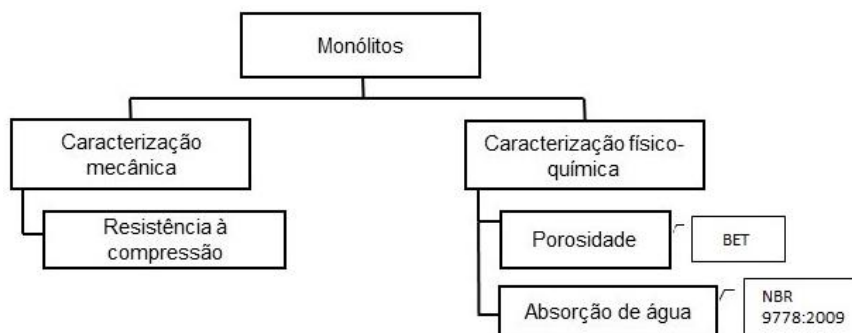 Monólitos
Caracterização
mecânica
Resistência à
compressão
Caracterização físico-
química
Porosidade
BET
Absorção de água
NBR
9778:2009